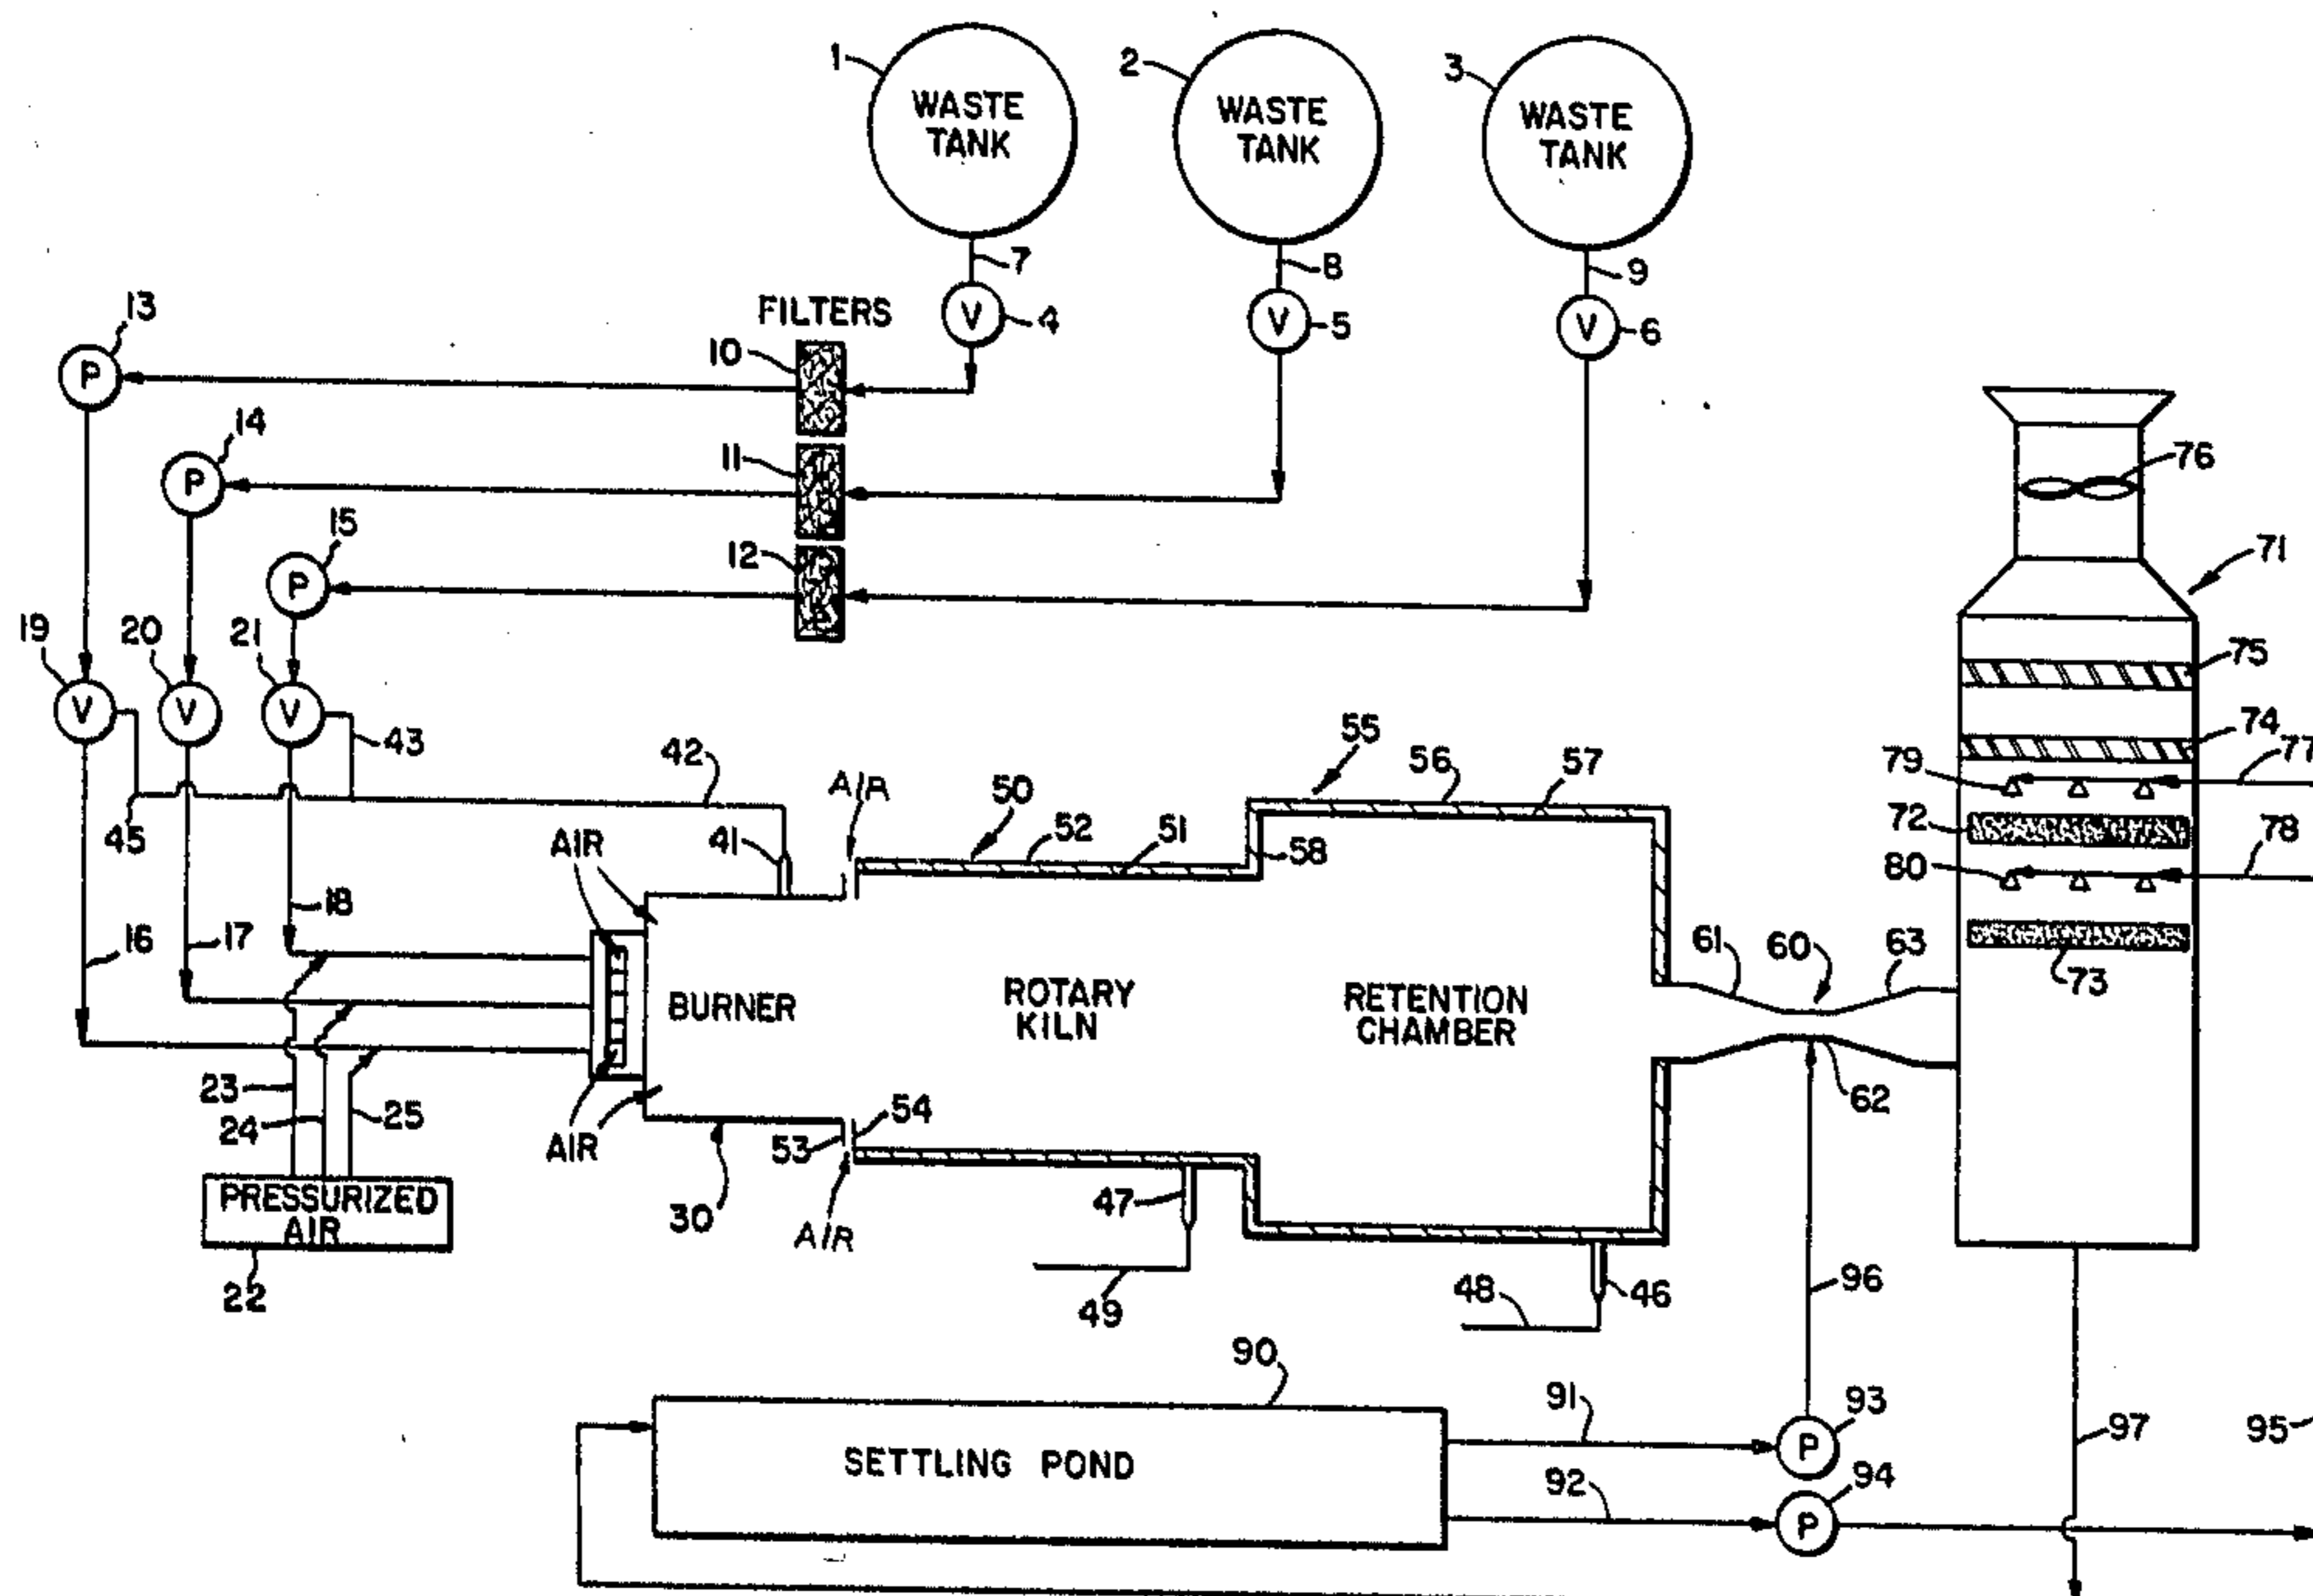 1
WASTE
TANK
2
WASTE
TANK
3
WASTE
TANK
7
8
9
13
FILTERS
V
4
V
5
V
6
10
P
14
11
P
15
12
P
76
71
19
20
21
V
V
V
43
75
74
77
79
72
78
80
73
45
42
AIR
41
50
52
51
55
56
57
58
AIR
16
17
18
BURNER
ROTARY
KILN
RETENTION
CHAMBER
61
60
63
62
23
24
25
AIR
53
54
30
AIR
47
49
48
46
PRESSURIZED
AIR
22
96
90
91
93
P
SETTLING POND
92
94
P
97
95